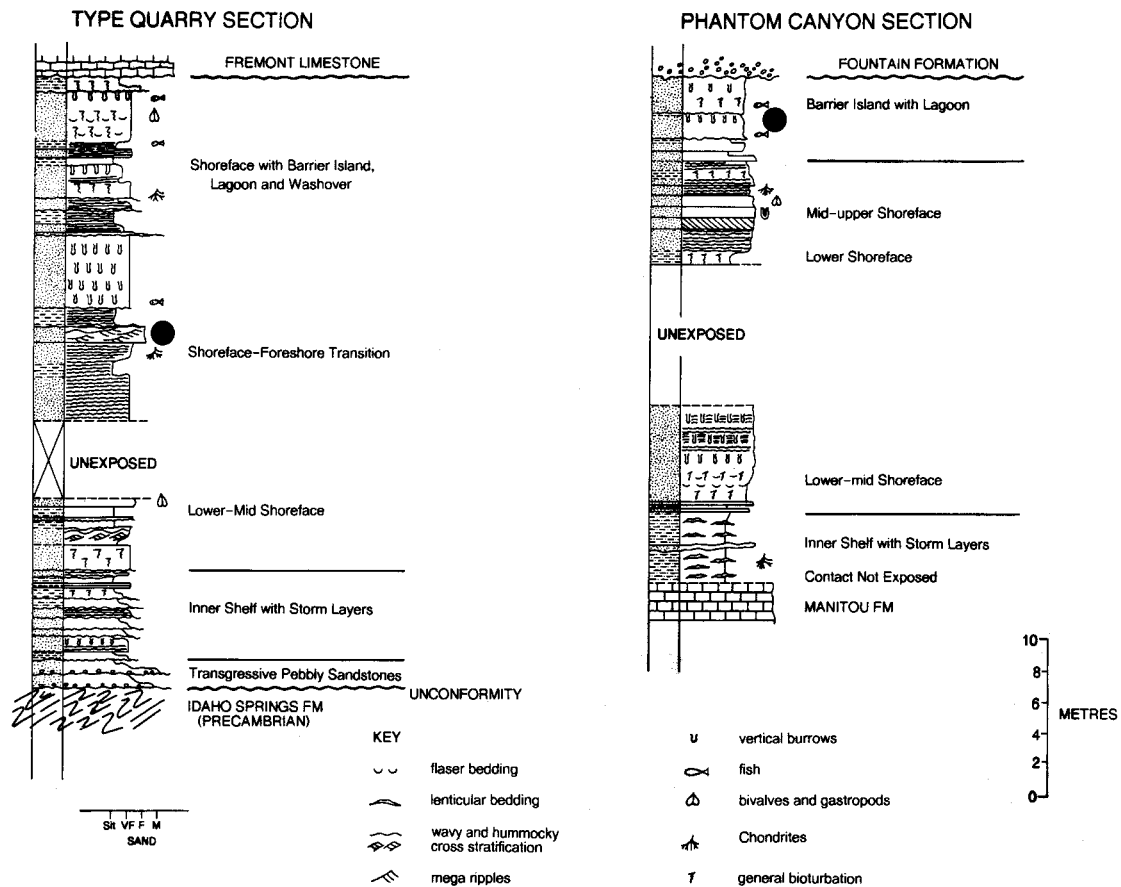 TYPE QUARRY SECTION
FREMONT LIMESTONE
Shoreface with Barrier Island,
Lagoon and Washover
Shoreface-Foreshore Transition
UNEXPOSED
Lower-Mid Shoreface
Inner Shelf with Storm Layers
Transgressive Pebbly Sandstones
UNCONFORMITY
IDAHO SPRINGS FM
(PRECAMBRIAN)
PHANTOM CANYON SECTION
FOUNTAIN FORMATION
Barrier Island with Lagoon
Mid-upper Shoreface
Lower Shoreface
UNEXPOSED
Lower-mid Shoreface
Inner Shelf with Storm Layers
Contact Not Exposed
MANITOU FM
10
8
6
4
2
0
METRES
KEY
flaser bedding
lenticular bedding
wavy and hummocky
cross stratification
mega ripples
vertical burrows
fish
bivalves and gastropods
Chondrites
general bioturbation
Slt VF F M
SAND